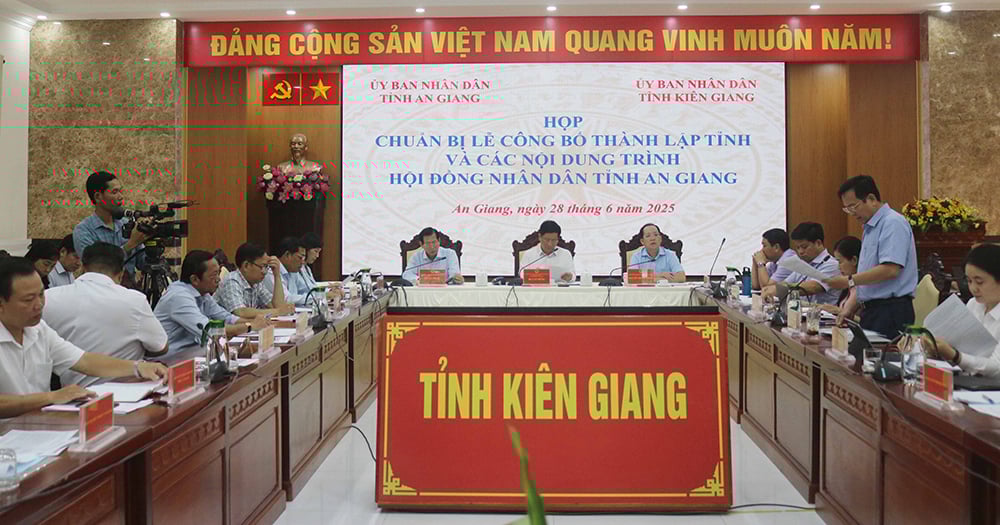 ĐẢNG CỘNG SẢN VIỆT NAM QUANG VINH MUÔN NĂM!
ỦY BAN NHÂN DÂN
TỈNH AN GIANG
ỦY BAN NHÂN DÂN
TỈNH KIÊN GIANG
HỌP
CHUẨN BỊ LỄ CÔNG BỐ THÀNH LẬP TỈNH
VÀ CÁC NỘI DUNG TRÌNH
HỘI ĐỒNG NHÂN DÂN TỈNH AN GIANG
An Giang, ngày 28 tháng 6 năm 2025
TỈNH KIÊN GIANG